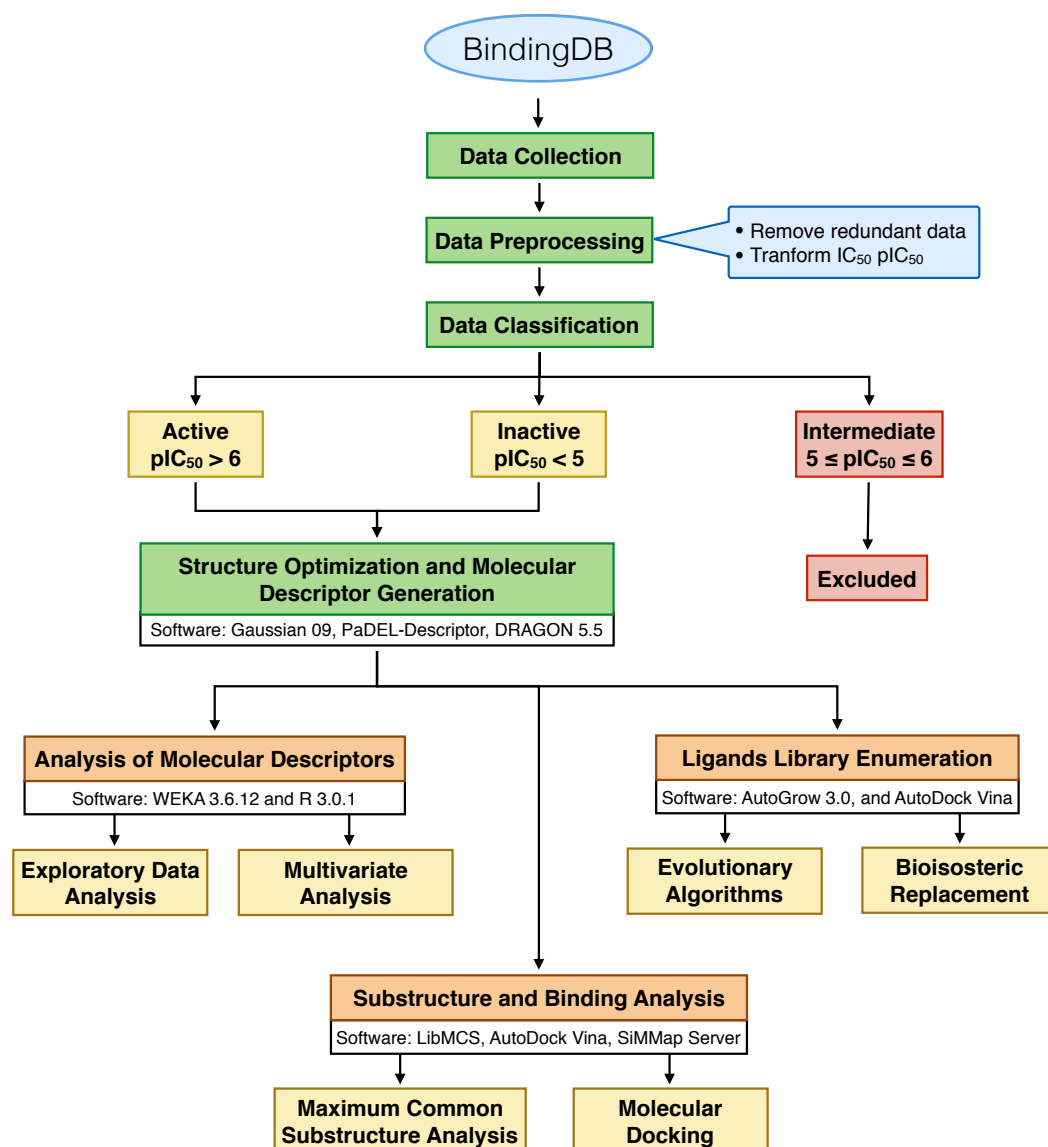 BindingDB
Data Collection
Data Preprocessing
• Remove redundant data
• Tranform IC₅₀ pIC₅₀
Data Classification
Active
pIC₅₀ > 6
Inactive
pIC₅₀ < 5
Intermediate
5 ≤ pIC₅₀ ≤ 6
Structure Optimization and Molecular
Descriptor Generation
Software: Gaussian 09, PaDEL-Descriptor, DRAGON 5.5
Excluded
Analysis of Molecular Descriptors
Software: WEKA 3.6.12 and R 3.0.1
Ligands Library Enumeration
Software: AutoGrow 3.0, and AutoDock Vina
Exploratory Data
Analysis
Multivariate
Analysis
Evolutionary
Algorithms
Bioisosteric
Replacement
Substructure and Binding Analysis
Software: LibMCS, AutoDock Vina, SiMMap Server
Maximum Common
Substructure Analysis
Molecular
Docking